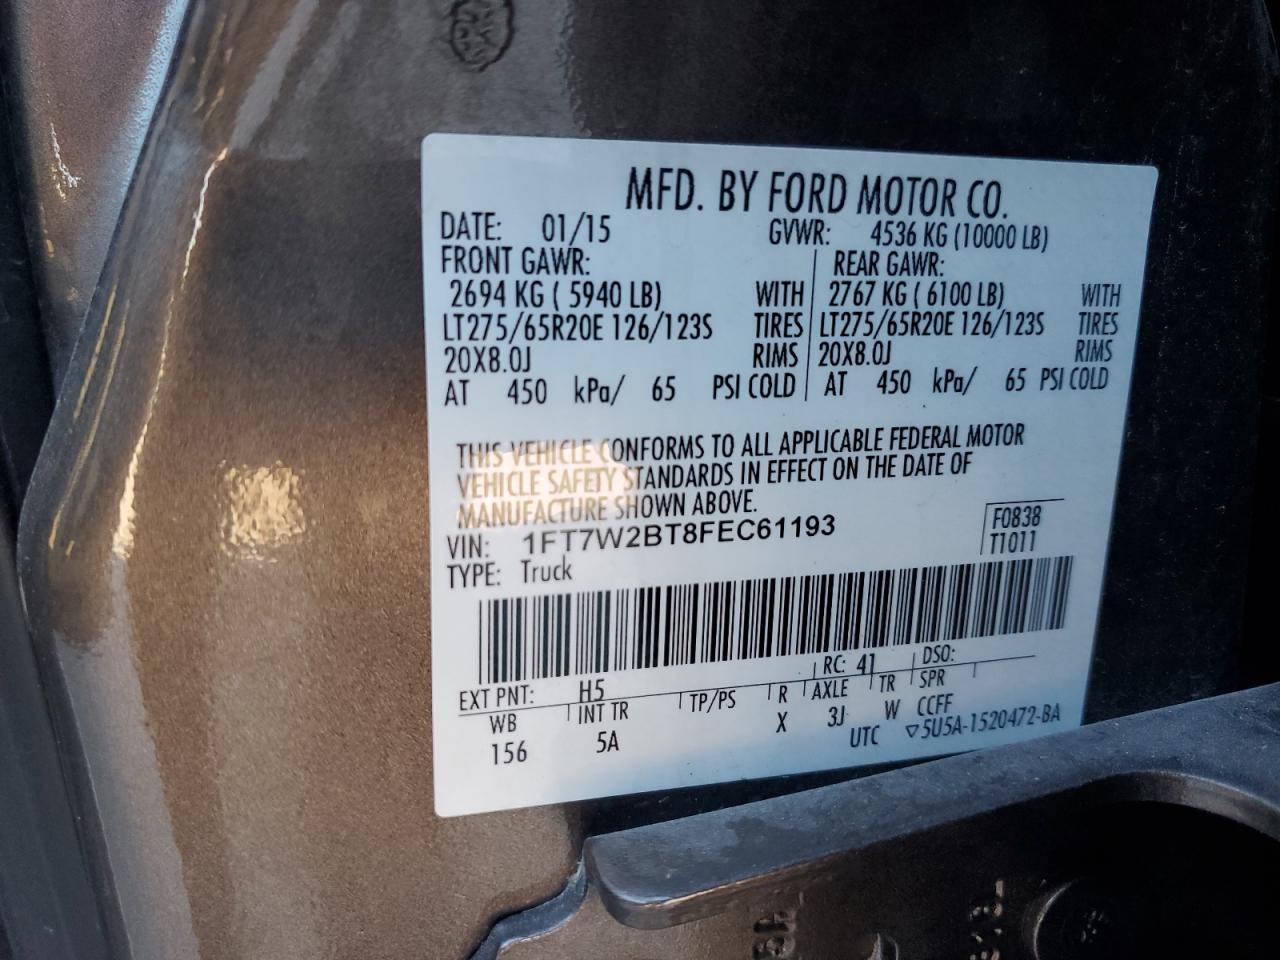 MFD. BY FORD MOTOR CO.
DATE: 01/15 GVWR: 4536 KG (10000 LB)
FRONT GAWR: REAR GAWR:
2694 KG ( 5940 LB) WITH 2767 KG ( 6100 LB) WITH
LT275/65R20E 126/123S TIRES LT275/65R20E 126/123S TIRES
20X8.0J RIMS 20X8.0J RIMS
AT 450 kPa/ 65 PSI COLD AT 450 kPa/ 65 PSI COLD
THIS VEHICLE CONFORMS TO ALL APPLICABLE FEDERAL MOTOR
VEHICLE SAFETY STANDARDS IN EFFECT ON THE DATE OF
MANUFACTURE SHOWN ABOVE.
VIN: 1FT7W2BT8FEC61193 F0838
TYPE: Truck T1011
EXT PNT: H5 RC: 41 DSO:
WB INT TR TP/PS R AXLE TR SPR
156 5A X 3J W CCFF
UTC ▽5U5A-1520472-BA